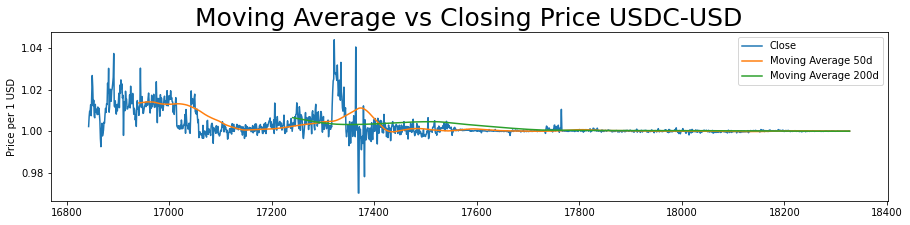 Moving Average vs Closing Price USDC-USD
Price per 1 USD
1.04
1.02
1.00
0.98
Close
Moving Average 50d
Moving Average 200d
16800 17000 17200 17400 17600 17800 18000 18200 18400